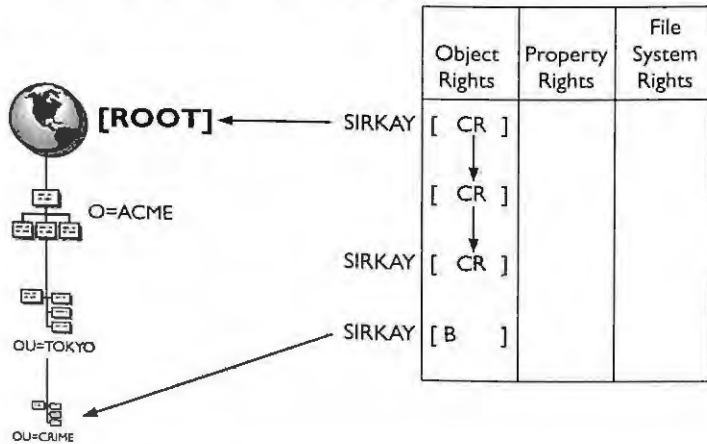 File
Object Property System
Rights Rights Rights
[ROOT] SIRKAY [ CR ]
[ CR ]
O=ACME
SIRKAY [ CR ]
SIRKAY [ B ]
OU=TOKYO
OU=CRIME